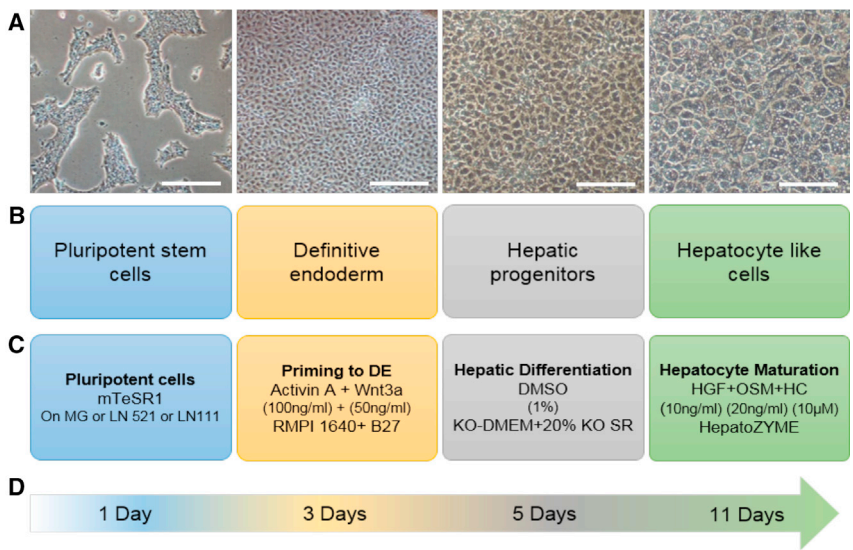 A
B
Pluripotent stem
cells
Definitive
endoderm
Hepatic
progenitors
Hepatocyte like
cells
C
Pluripotent cells
mTeSR1
On MG or LN 521 or LN111
Priming to DE
Activin A + Wnt3a
(100ng/ml) + (50ng/ml)
RMPI 1640+ B27
Hepatic Differentiation
DMSO
(1%)
KO-DMEM+20% KO SR
Hepatocyte Maturation
HGF+OSM+HC
(10ng/ml) (20ng/ml) (10µM)
HepatoZYME
D
1 Day
3 Days
5 Days
11 Days